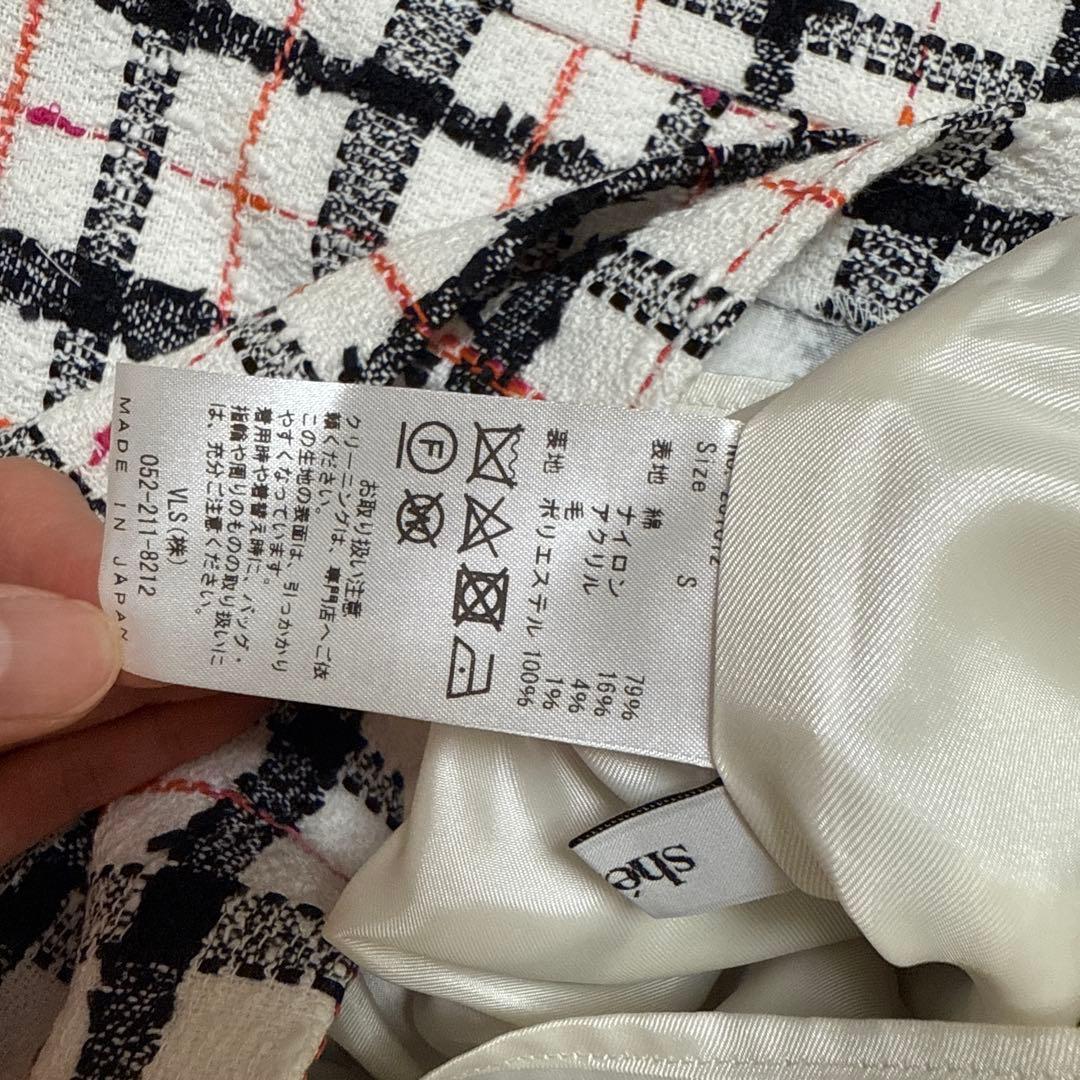 Size S
表地 綿 79%
ナイロン 16%
アクリル 4%
毛 1%
裏地 ポリエステル 100%
F
W
お取り扱い注意
クリーニングは、専門店へご依
頼ください。
この生地の表面は、引っかかり
やすくなっています。
着用時や着替え時に、バッグ・
指輪や周りのものの取り扱いに
は、充分ご注意ください。
VLS(株)
052-211-8212
MADE IN JAPAN